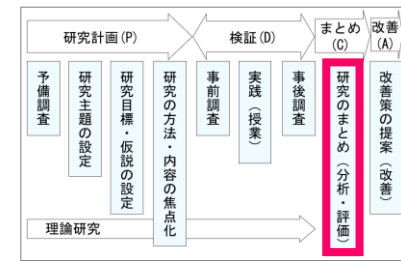 研究計画(P)
検証(D)
まとめ
(C)
改善
(A)
予備調査
研究主題の設定
研究目標・仮説の設定
研究の方法・内容の焦点化
事前調査
実践(授業)
事後調査
研究のまとめ(分析・評価)
改善策の提案(改善)
理論研究